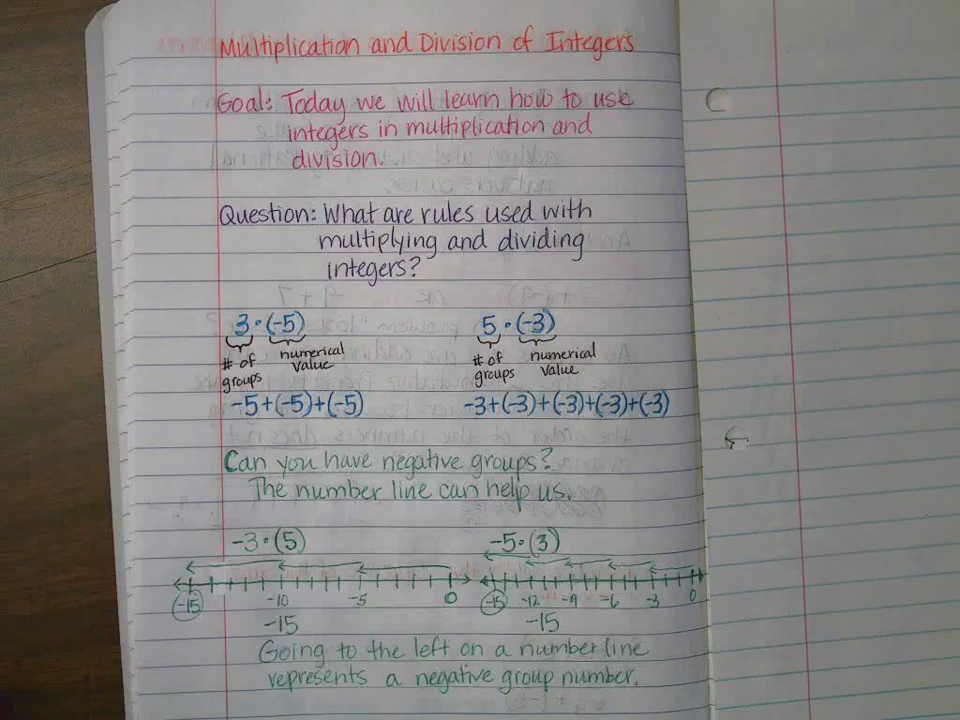 Multiplication and Division of Integers
Goal: Today we will learn how to use
integers in multiplication and
division.
Question: What are rules used with
multiplying and dividing
integers?
3 · (-5)
# of
groups
numerical
value
-5+(-5)+(-5)
5 · (-3)
# of
groups
numerical
value
-3+(-3)+(-3)+(-3)+(-3)
Can you have negative groups?
The number line can help us.
-3 · (5)
-15 -10 -5 0
-15
-5 · (3)
-15 -12 -9 -6 -3 0
-15
Going to the left on a number line
represents a negative group number.